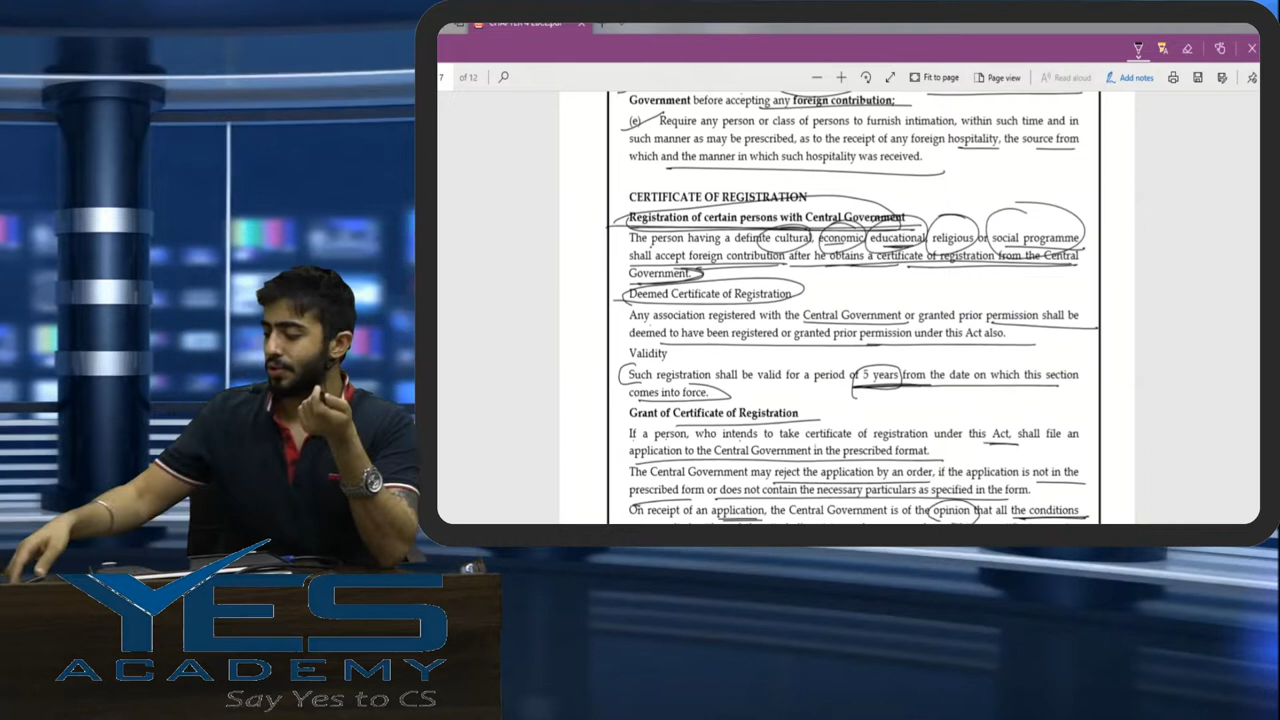 7 of 12
Fit to page
Page view
Read aloud
Add notes
Government before accepting any foreign contribution;
(e) Require any person or class of persons to furnish intimation, within such time and in
such manner as may be prescribed, as to the receipt of any foreign hospitality, the source from
which and the manner in which such hospitality was received.
CERTIFICATE OF REGISTRATION
Registration of certain persons with Central Government
The person having a definite cultural, economic, educational, religious or social programme
shall accept foreign contribution after he obtains a certificate of registration from the Central
Government.
Deemed Certificate of Registration
Any association registered with the Central Government or granted prior permission shall be
deemed to have been registered or granted prior permission under this Act also.
Validity
Such registration shall be valid for a period of 5 years from the date on which this section
comes into force.
Grant of Certificate of Registration
If a person, who intends to take certificate of registration under this Act, shall file an
application to the Central Government in the prescribed format.
The Central Government may reject the application by an order, if the application is not in the
prescribed form or does not contain the necessary particulars as specified in the form.
On receipt of an application, the Central Government is of the opinion that all the conditions
YES
ACADEMY
Say Yes to CS